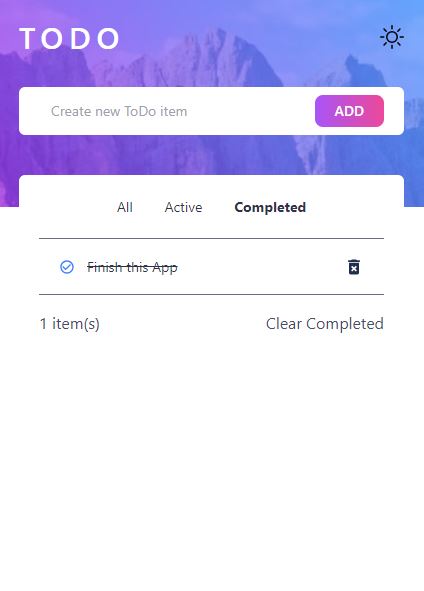 TODO
Create new ToDo item ADD
All Active Completed
Finish this App
1 item(s) Clear Completed